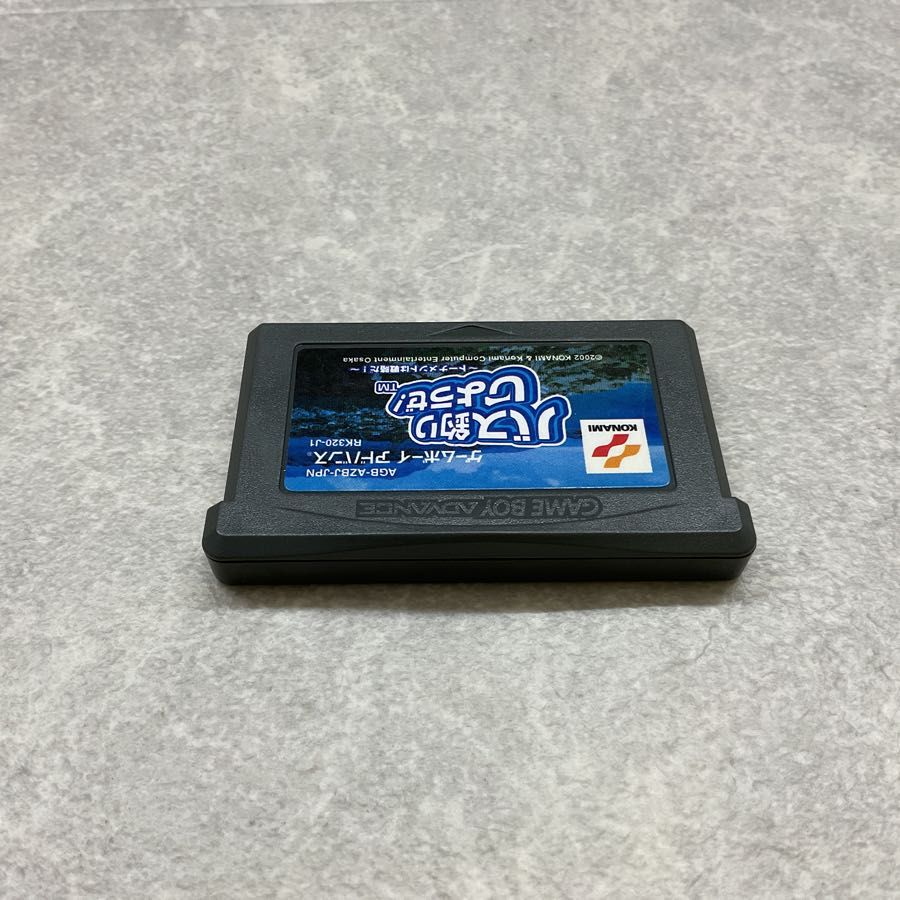 GAME BOY ADVANCE
AGB-AZBJ-JPN
RK320-J1
ゲームボーイアドバンス®
KONAMI
バス釣り
しようぜ!™
〜トーナメントは戦略だ!〜
©2002 KONAMI & Konami Computer Entertainment Osaka